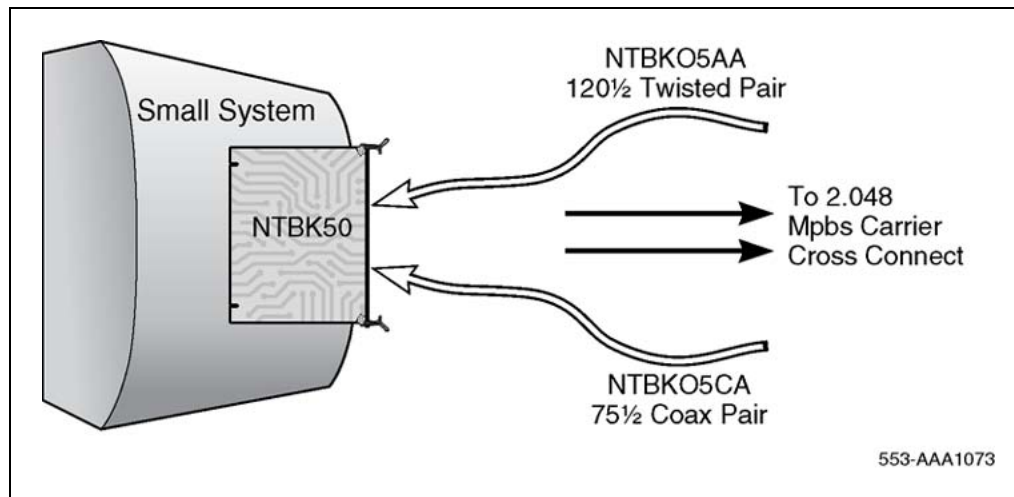 Small System
NTBK50
NTBKO5AA
120½ Twisted Pair
To 2.048
Mpbs Carrier
Cross Connect
NTBKO5CA
75½ Coax Pair
553-AAA1073